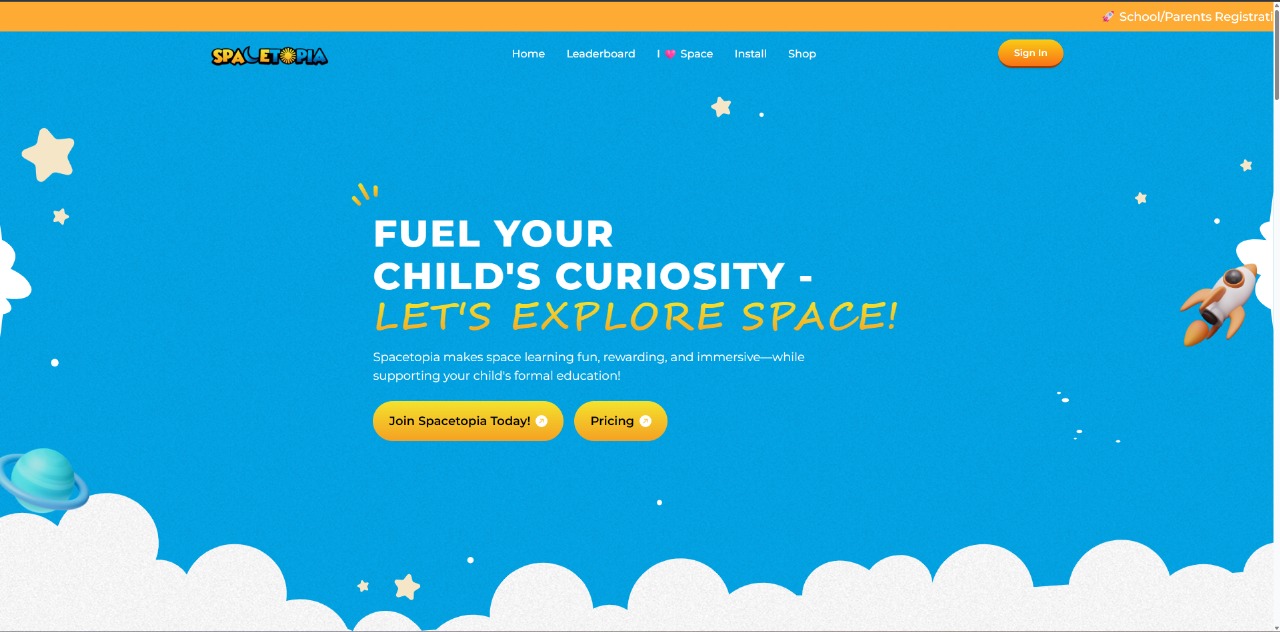 🚀 School/Parents Registrati
SPACETOPIA
Home Leaderboard I 💗 Space Install Shop
Sign In
FUEL YOUR
CHILD'S CURIOSITY -
LET'S EXPLORE SPACE!
Spacetopia makes space learning fun, rewarding, and immersive—while
supporting your child's formal education!
Join Spacetopia Today!
Pricing